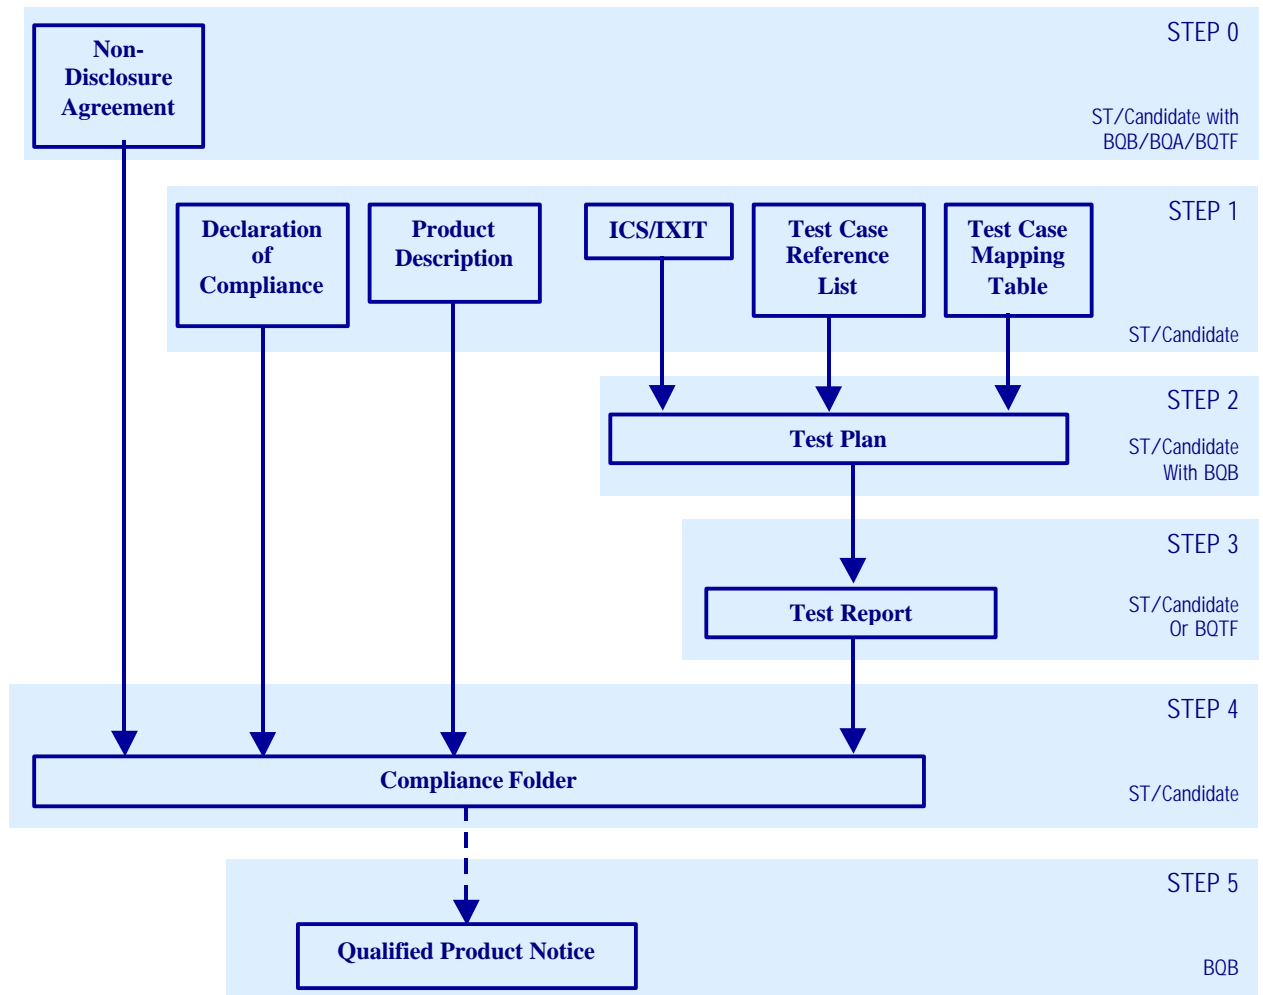 STEP 0
Non-
Disclosure
Agreement
ST/Candidate with
BQB/BQA/BQTF
STEP 1
Declaration
of
Compliance
Product
Description
ICS/IXIT
Test Case
Reference
List
Test Case
Mapping
Table
ST/Candidate
STEP 2
Test Plan
ST/Candidate
With BQB
STEP 3
Test Report
ST/Candidate
Or BQTF
STEP 4
Compliance Folder
ST/Candidate
STEP 5
Qualified Product Notice
BQB